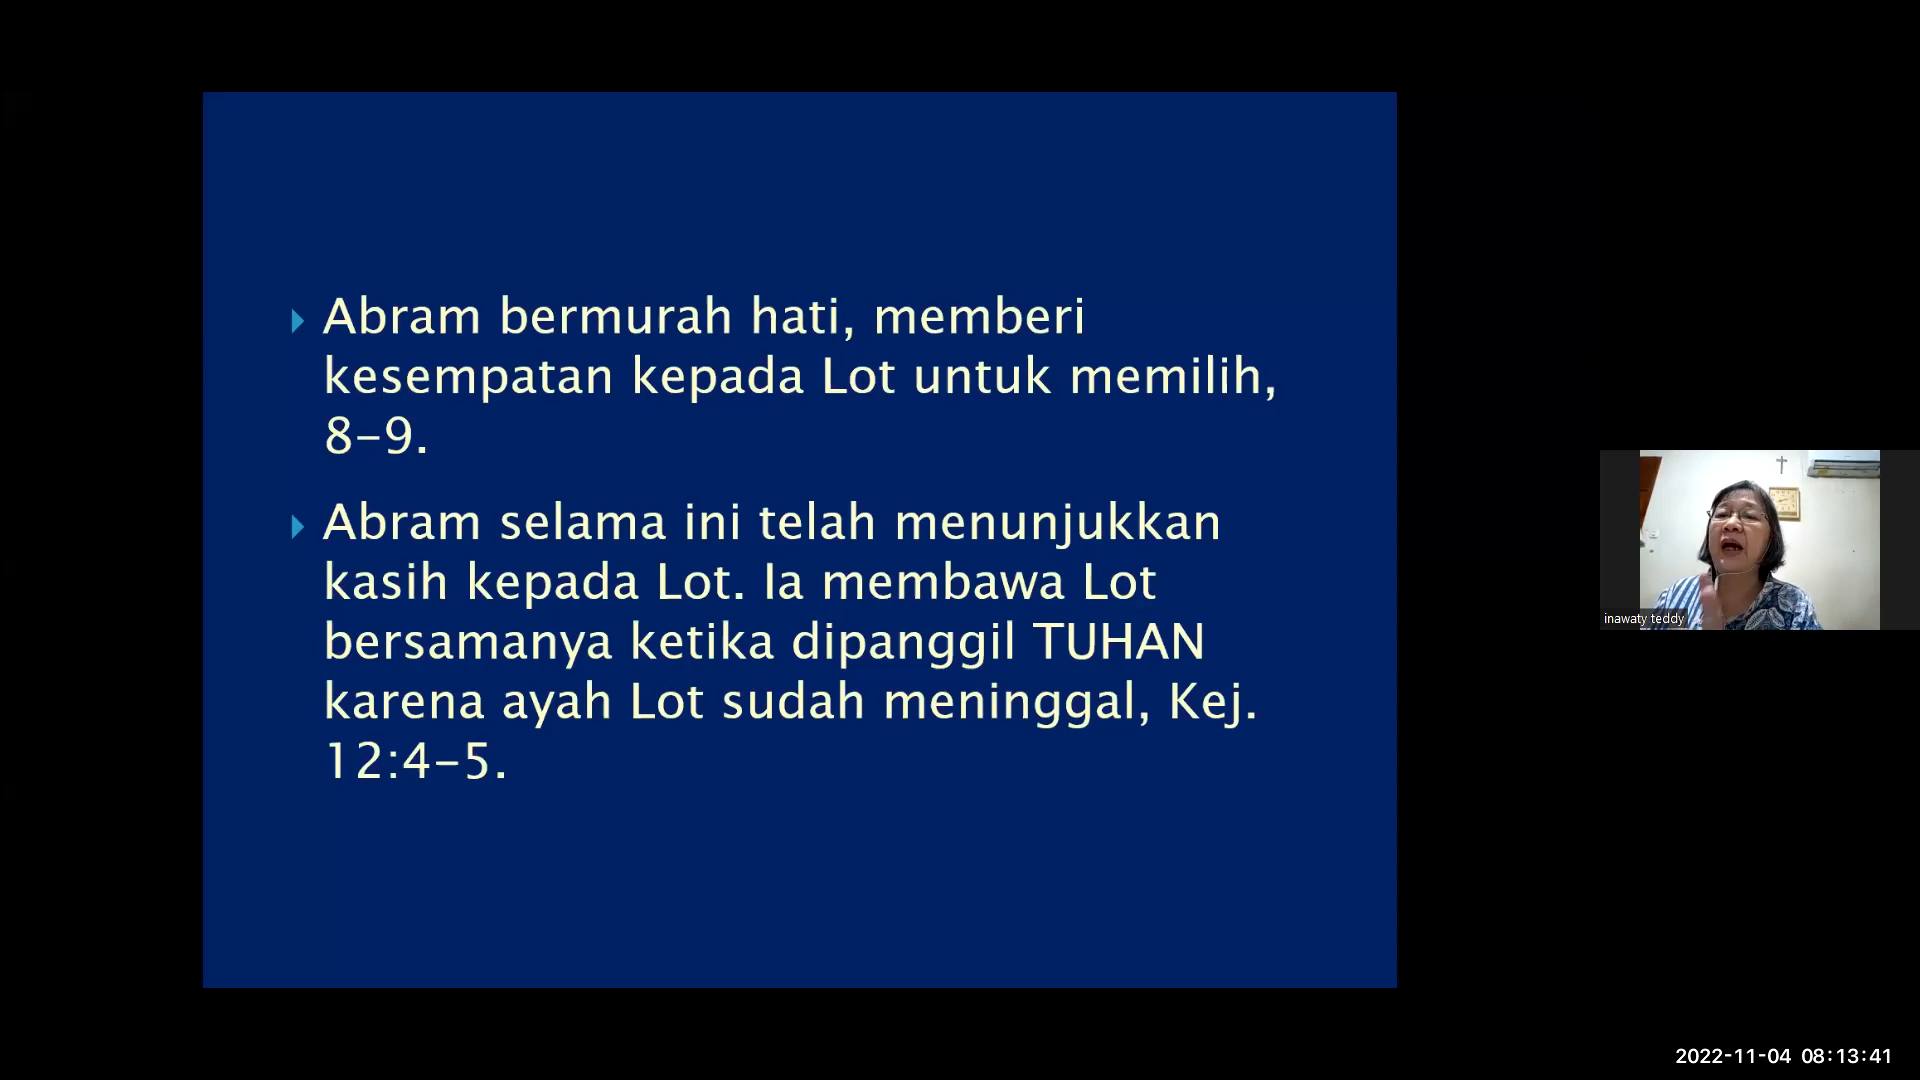 Abram bermurah hati, memberi
kesempatan kepada Lot untuk memilih,
8-9.
Abram selama ini telah menunjukkan
kasih kepada Lot. Ia membawa Lot
bersamanya ketika dipanggil TUHAN
karena ayah Lot sudah meninggal, Kej.
12:4-5.
inawaty teddy
2022-11-04 08:13:41